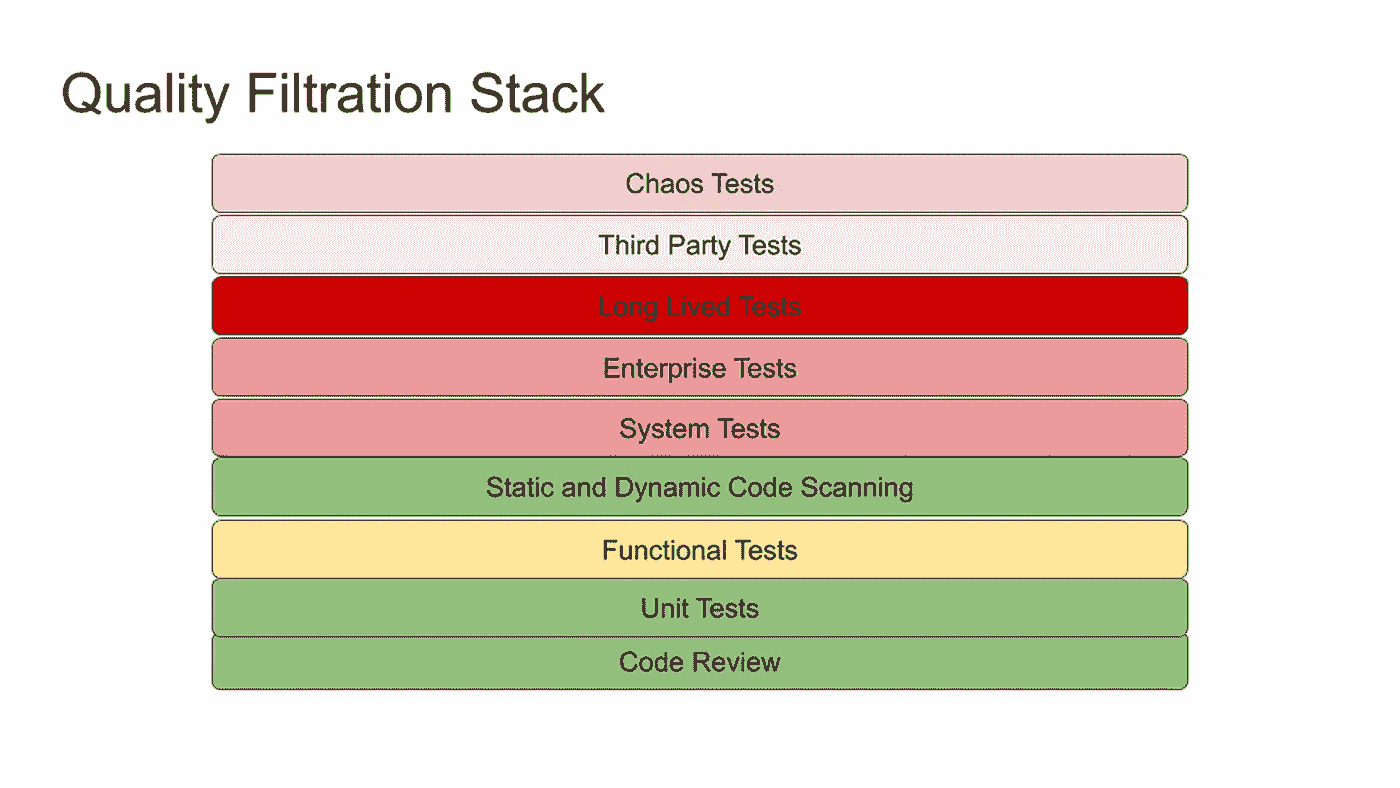 Quality Filtration Stack
Chaos Tests
Third Party Tests
Long Lived Tests
Enterprise Tests
System Tests
Static and Dynamic Code Scanning
Functional Tests
Unit Tests
Code Review